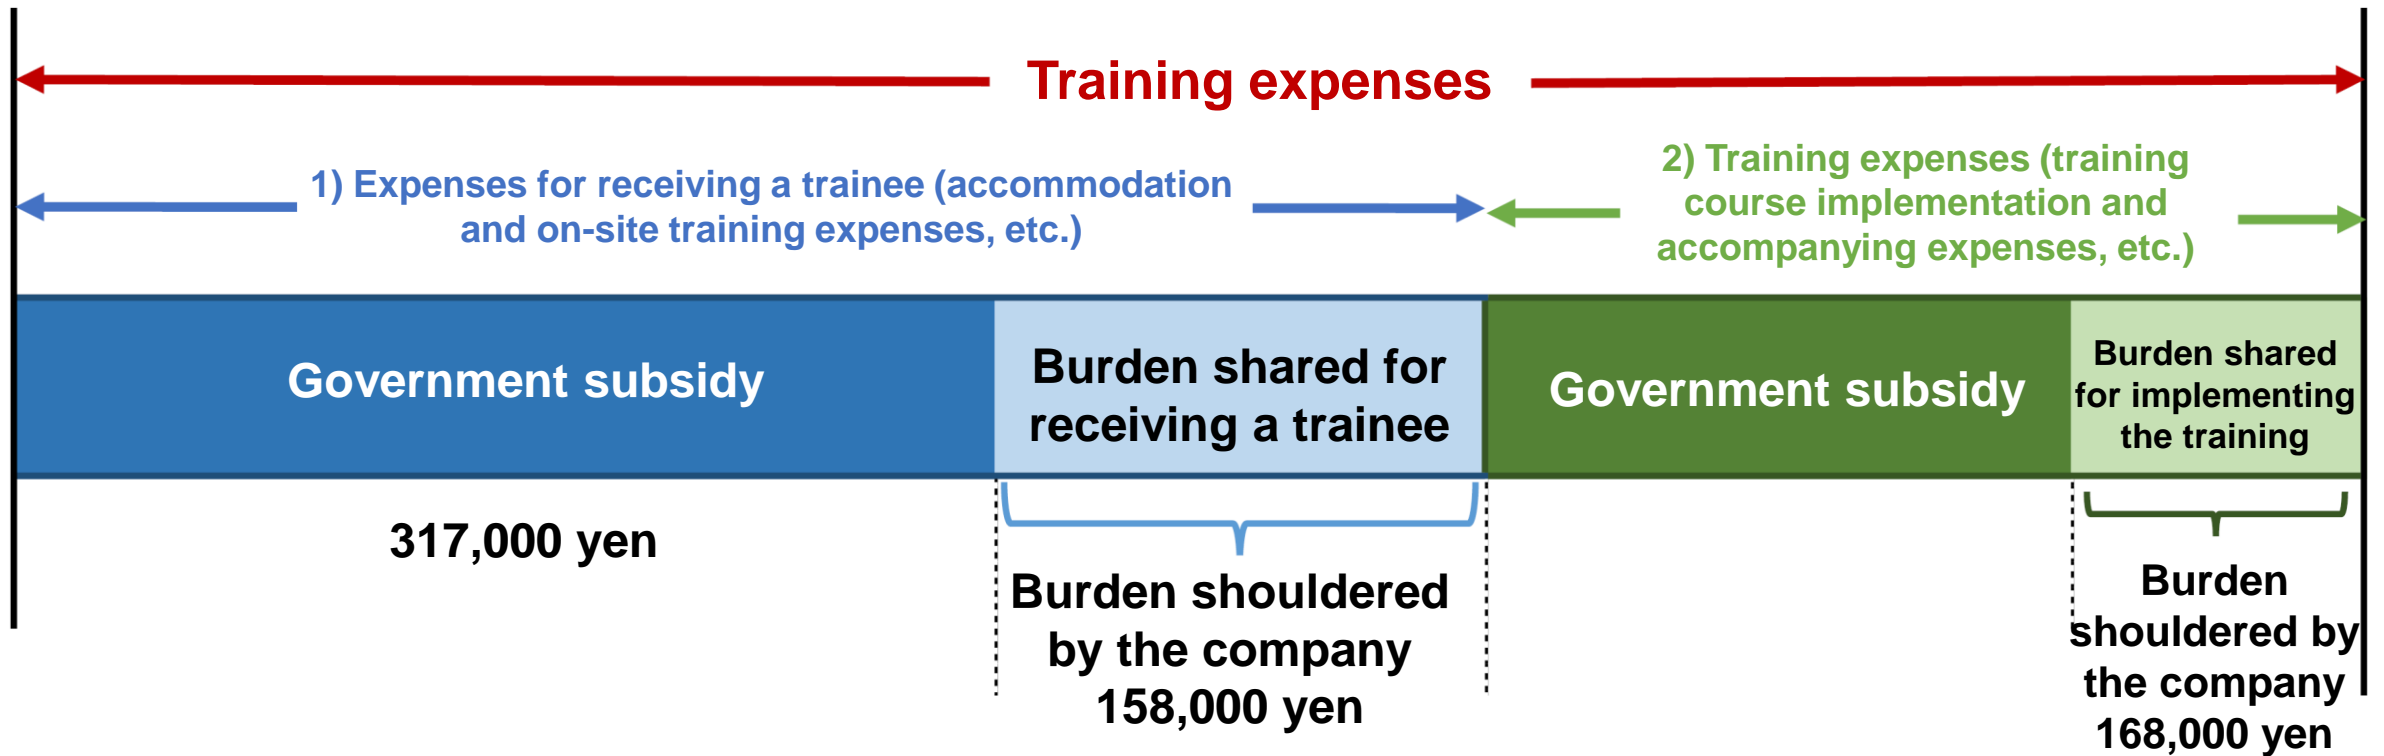 Training expenses
1) Expenses for receiving a trainee (accommodation
and on-site training expenses, etc.)
2) Training expenses (training
course implementation and
accompanying expenses, etc.)
Government subsidy
Burden shared for
receiving a trainee
Government subsidy
Burden shared
for implementing
the training
317,000 yen
Burden shouldered
by the company
158,000 yen
Burden
shouldered by
the company
168,000 yen